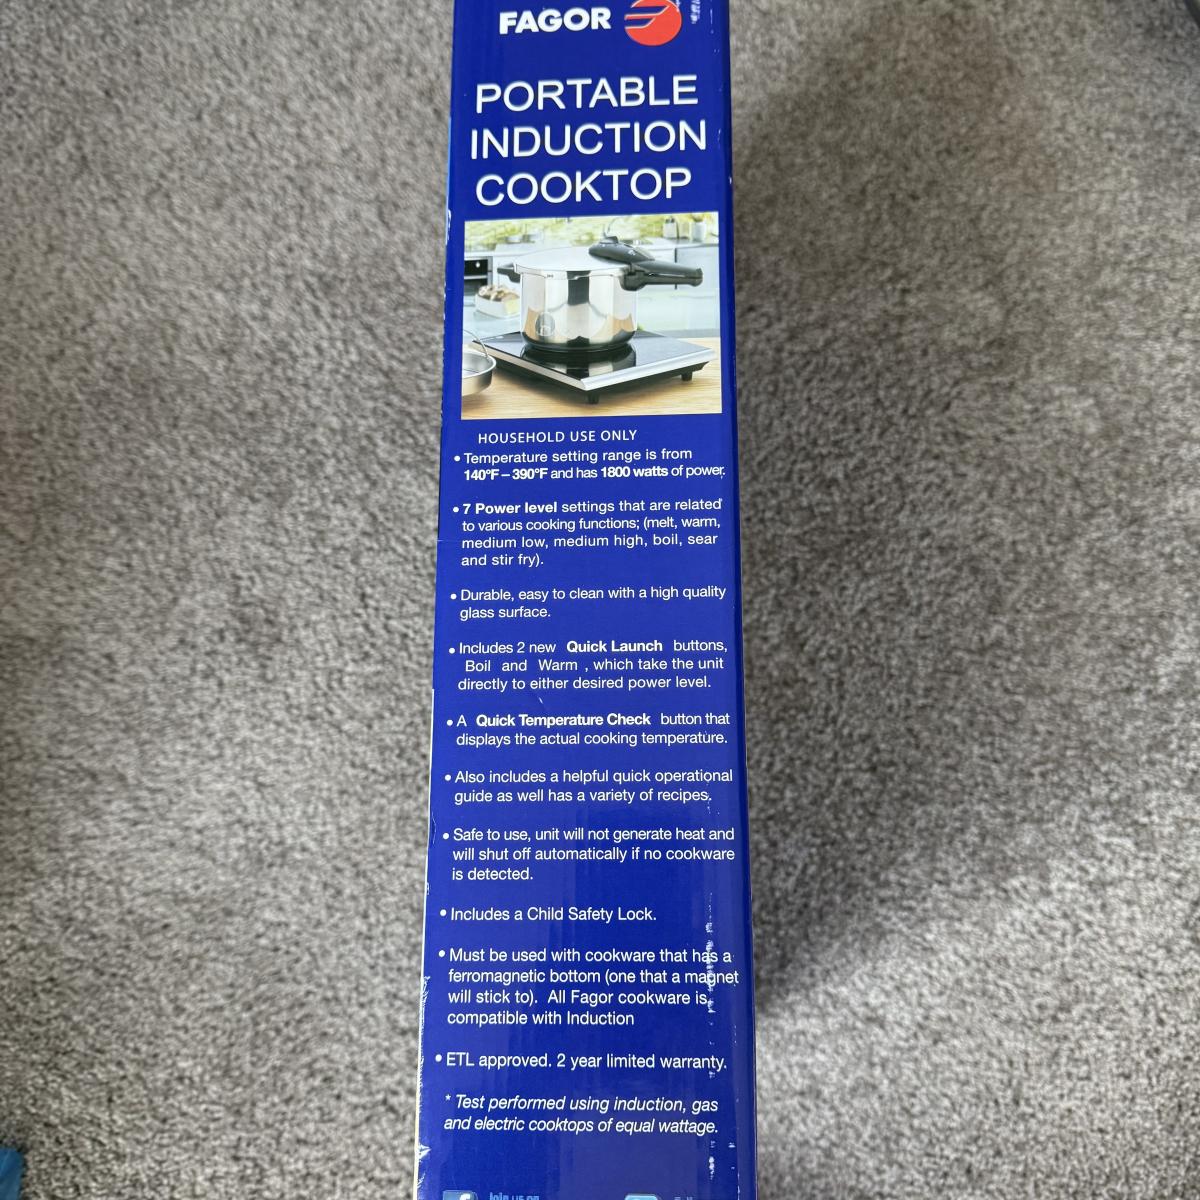 FAGOR
PORTABLE
INDUCTION
COOKTOP
HOUSEHOLD USE ONLY
• Temperature setting range is from
140°F – 390°F and has 1800 watts of power.
• 7 Power level settings that are related
to various cooking functions; (melt, warm,
medium low, medium high, boil, sear
and stir fry).
• Durable, easy to clean with a high quality
glass surface.
• Includes 2 new Quick Launch buttons,
Boil and Warm , which take the unit
directly to either desired power level.
• A Quick Temperature Check button that
displays the actual cooking temperature.
• Also includes a helpful quick operational
guide as well has a variety of recipes.
• Safe to use, unit will not generate heat and
will shut off automatically if no cookware
is detected.
• Includes a Child Safety Lock.
• Must be used with cookware that has a
ferromagnetic bottom (one that a magnet
will stick to). All Fagor cookware is
compatible with Induction
• ETL approved. 2 year limited warranty.
* Test performed using induction, gas
and electric cooktops of equal wattage.
Join us on